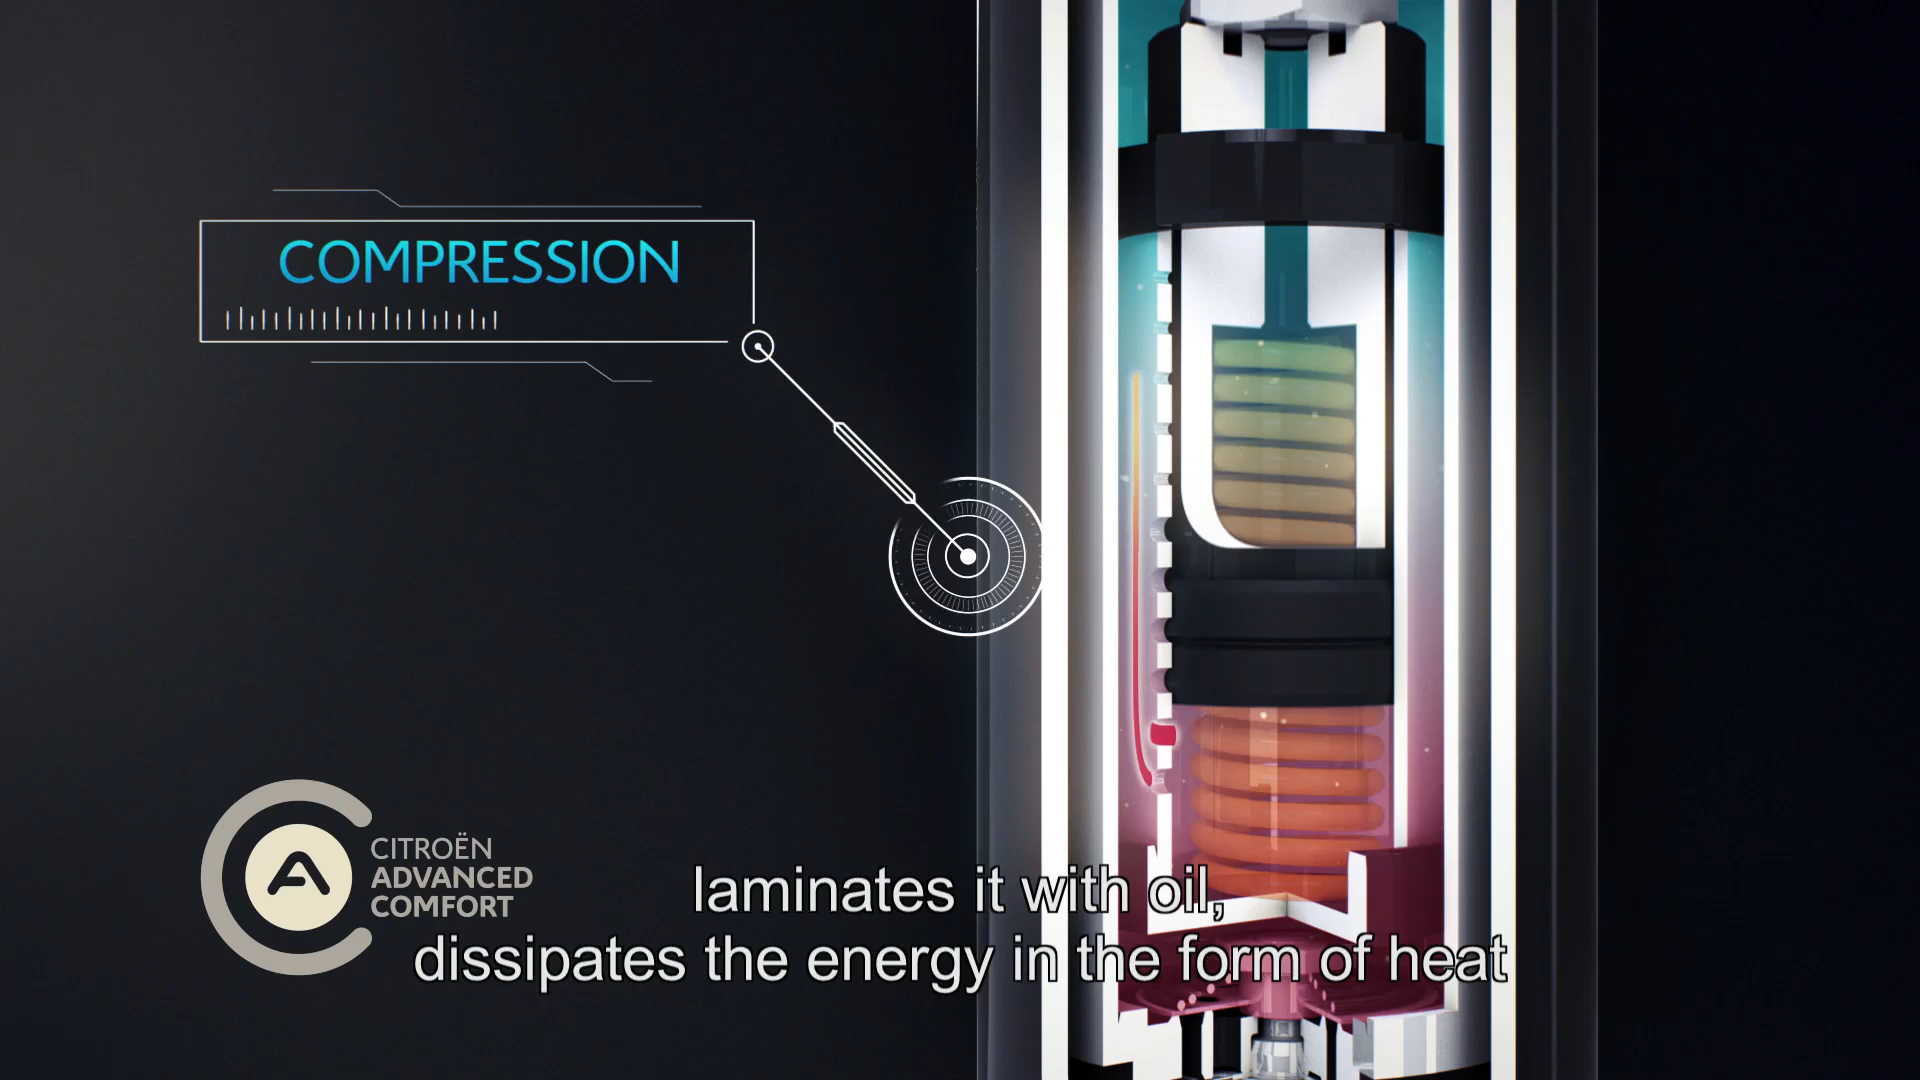 COMPRESSION
CITROËN
ADVANCED
COMFORT
laminates it with oil,
dissipates the energy in the form of heat